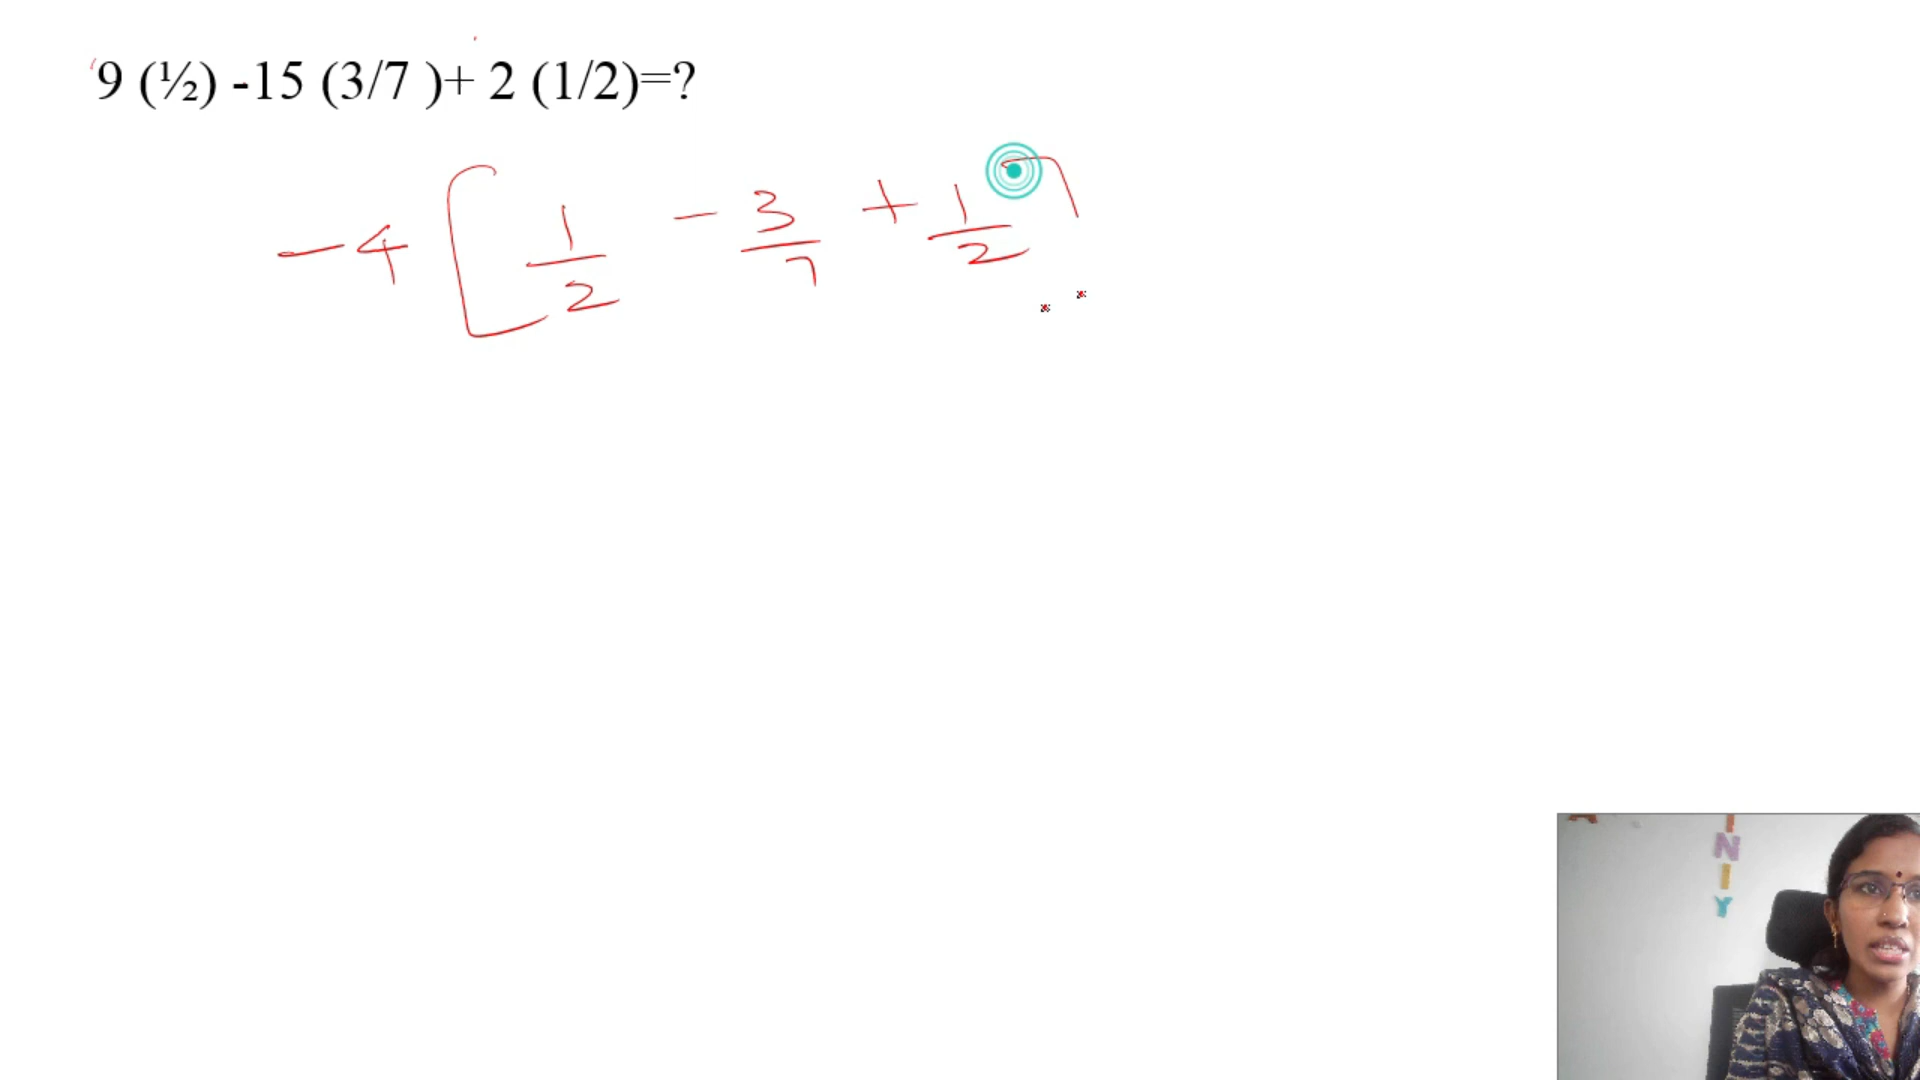 9 (½) -15 (3/7 )+ 2 (1/2)=?
-4 [ 1/2 - 3/7 + 1/2 ]
N
I
Y